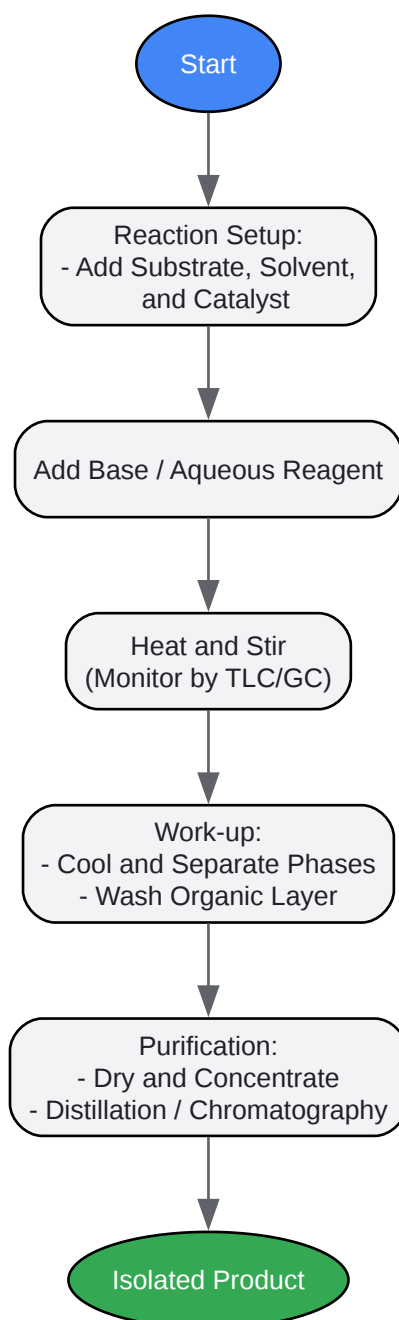 Start
Reaction Setup:
- Add Substrate, Solvent,
and Catalyst
Add Base / Aqueous Reagent
Heat and Stir
(Monitor by TLC/GC)
Work-up:
- Cool and Separate Phases
- Wash Organic Layer
Purification:
- Dry and Concentrate
- Distillation / Chromatography
Isolated Product